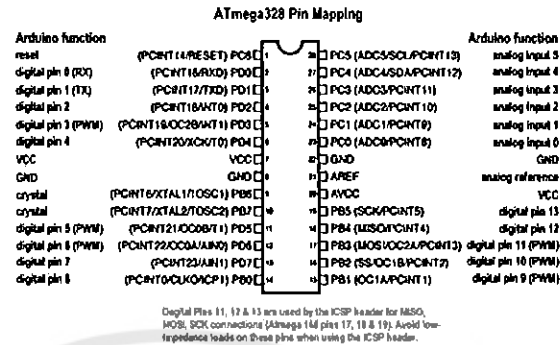 ATmega328 Pin Mapping
Arduino function
Arduino function
reset (PCINT14/RESET) PC6 1 28 PC5 (ADC5/SCL/PCINT13) analog input 5
digital pin 0 (RX) (PCINT16/RXD) PD0 2 27 PC4 (ADC4/SDA/PCINT12) analog input 4
digital pin 1 (TX) (PCINT17/TXD) PD1 3 26 PC3 (ADC3/PCINT11) analog input 3
digital pin 2 (PCINT18/INT0) PD2 4 25 PC2 (ADC2/PCINT10) analog input 2
digital pin 3 (PWM) (PCINT19/OC2B/INT1) PD3 5 24 PC1 (ADC1/PCINT9) analog input 1
digital pin 4 (PCINT20/XCK/T0) PD4 6 23 PC0 (ADC0/PCINT8) analog input 0
VCC VCC 7 22 GND GND
GND GND 8 21 AREF analog reference
crystal (PCINT6/XTAL1/TOSC1) PB6 9 20 AVCC VCC
crystal (PCINT7/XTAL2/TOSC2) PB7 10 19 PB5 (SCK/PCINT5) digital pin 13
digital pin 5 (PWM) (PCINT21/OC0B/T1) PD5 11 18 PB4 (MISO/PCINT4) digital pin 12
digital pin 6 (PWM) (PCINT22/OC0A/AIN0) PD6 12 17 PB3 (MOSI/OC2A/PCINT3) digital pin 11 (PWM)
digital pin 7 (PCINT23/AIN1) PD7 13 16 PB2 (SS/OC1B/PCINT2) digital pin 10 (PWM)
digital pin 8 (PCINT0/CLKO/ICP1) PB0 14 15 PB1 (OC1A/PCINT1) digital pin 9 (PWM)
Digital Pins 11, 12 & 13 are used by the ICSP header for MISO,
MOSI, SCK connections (Atmega168 pins 17, 18 & 19). Avoid low-
impedance loads on these pins when using the ICSP header.